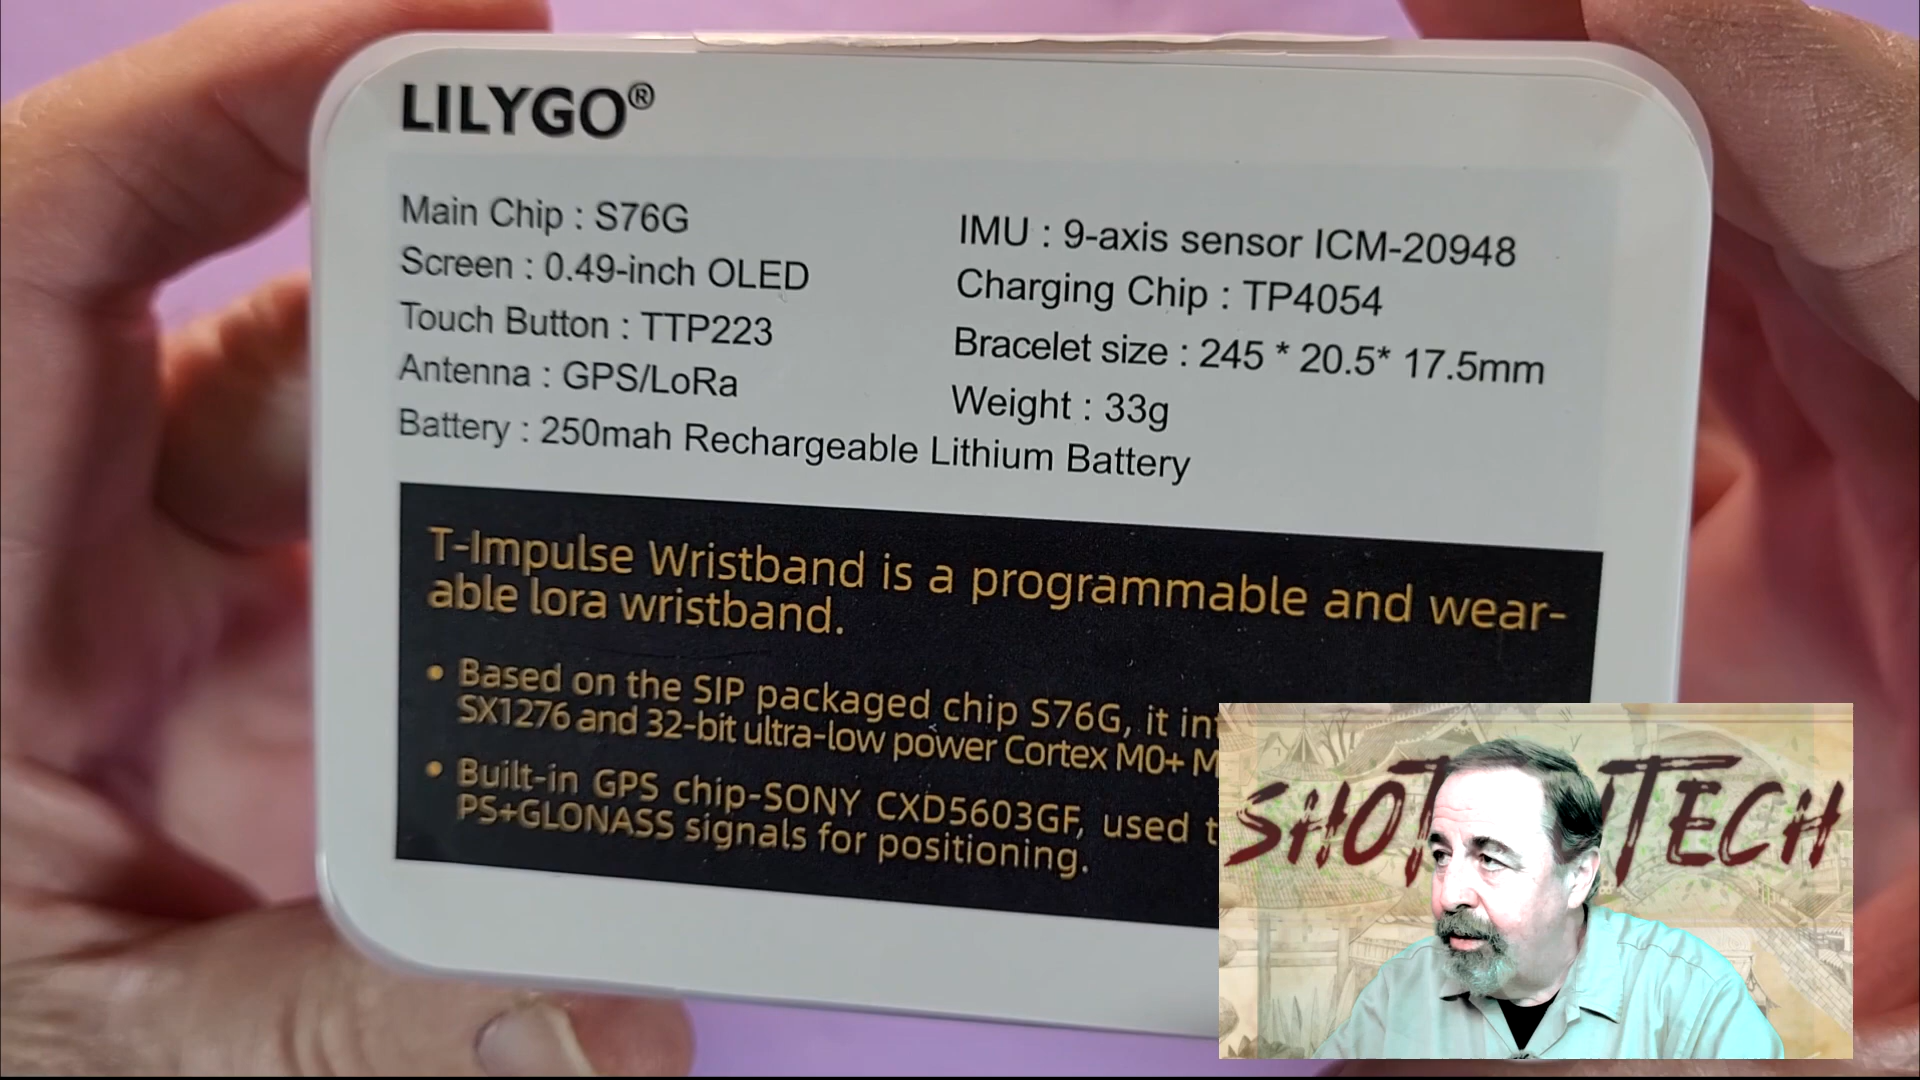 LILYGO®
Main Chip : S76G
Screen : 0.49-inch OLED
Touch Button : TTP223
Antenna : GPS/LoRa
Battery : 250mah Rechargeable Lithium Battery
IMU : 9-axis sensor ICM-20948
Charging Chip : TP4054
Bracelet size : 245 * 20.5* 17.5mm
Weight : 33g
T-Impulse Wristband is a programmable and wear-
able lora wristband.
• Based on the SIP packaged chip S76G, it
SX1276 and 32-bit ultra-low power Cortex M0+
• Built-in GPS chip-SONY CXD5603GF, used
PS+GLONASS signals for positioning.
TECH